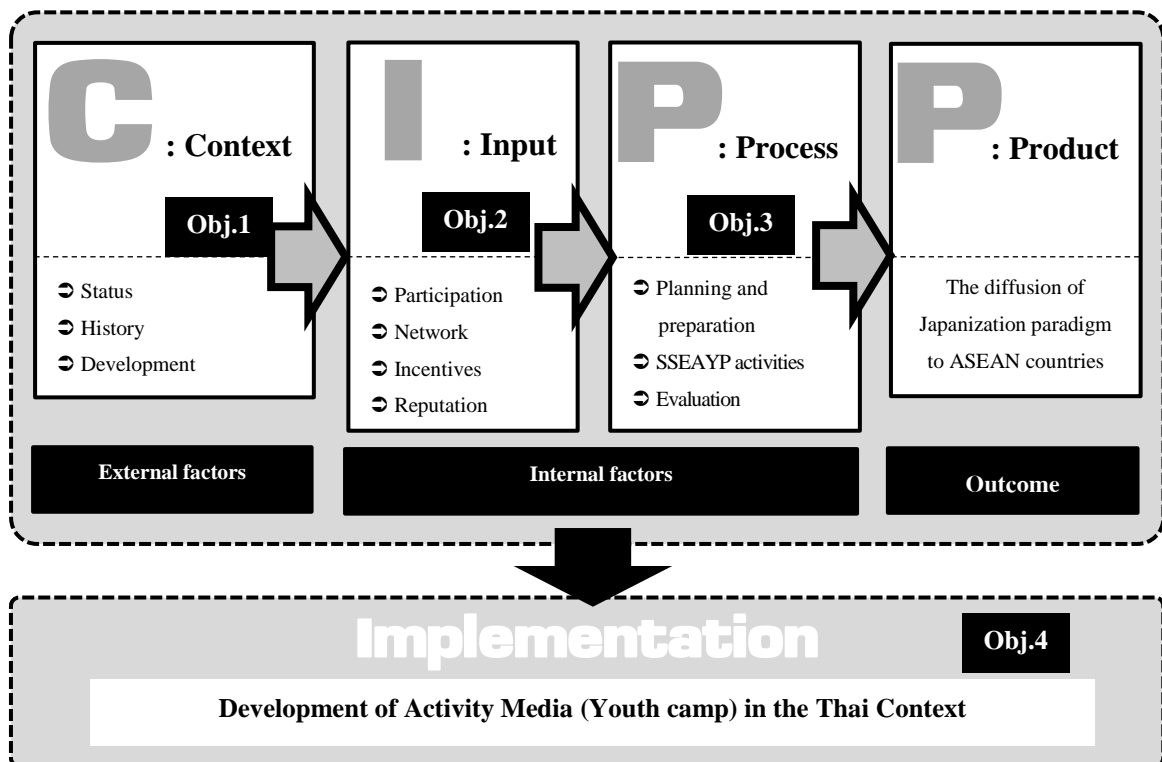 C : Context
Obj.1
➲ Status
➲ History
➲ Development
External factors
I : Input
Obj.2
➲ Participation
➲ Network
➲ Incentives
➲ Reputation
P : Process
Obj.3
➲ Planning and
preparation
➲ SSEAYP activities
➲ Evaluation
Internal factors
P : Product
The diffusion of
Japanization paradigm
to ASEAN countries
Outcome
Implementation
Obj.4
Development of Activity Media (Youth camp) in the Thai Context